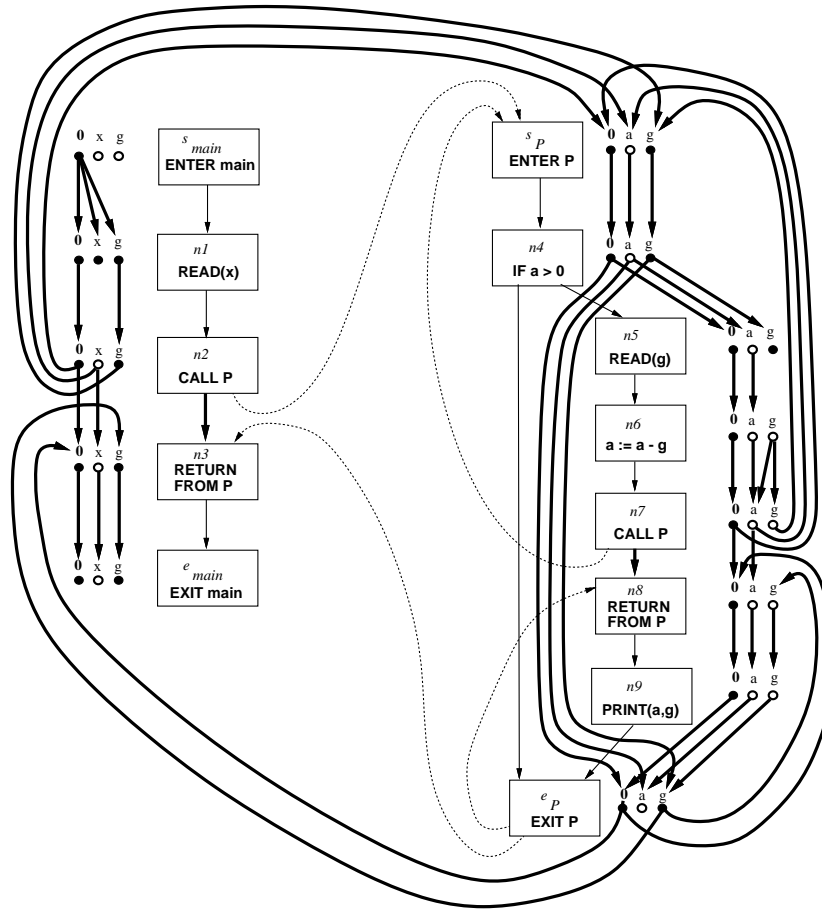 0 x g
s main
ENTER main
0 x g
n1
READ(x)
0 x g
n2
CALL P
0 x g
n3
RETURN
FROM P
0 x g
e main
EXIT main
s P
ENTER P
0 a g
n4
IF a > 0
0 a g
n5
READ(g)
0 a g
n6
a := a - g
0 a g
n7
CALL P
0 a g
n8
RETURN
FROM P
0 a g
n9
PRINT(a,g)
0 a g
e P
EXIT P
0 a g